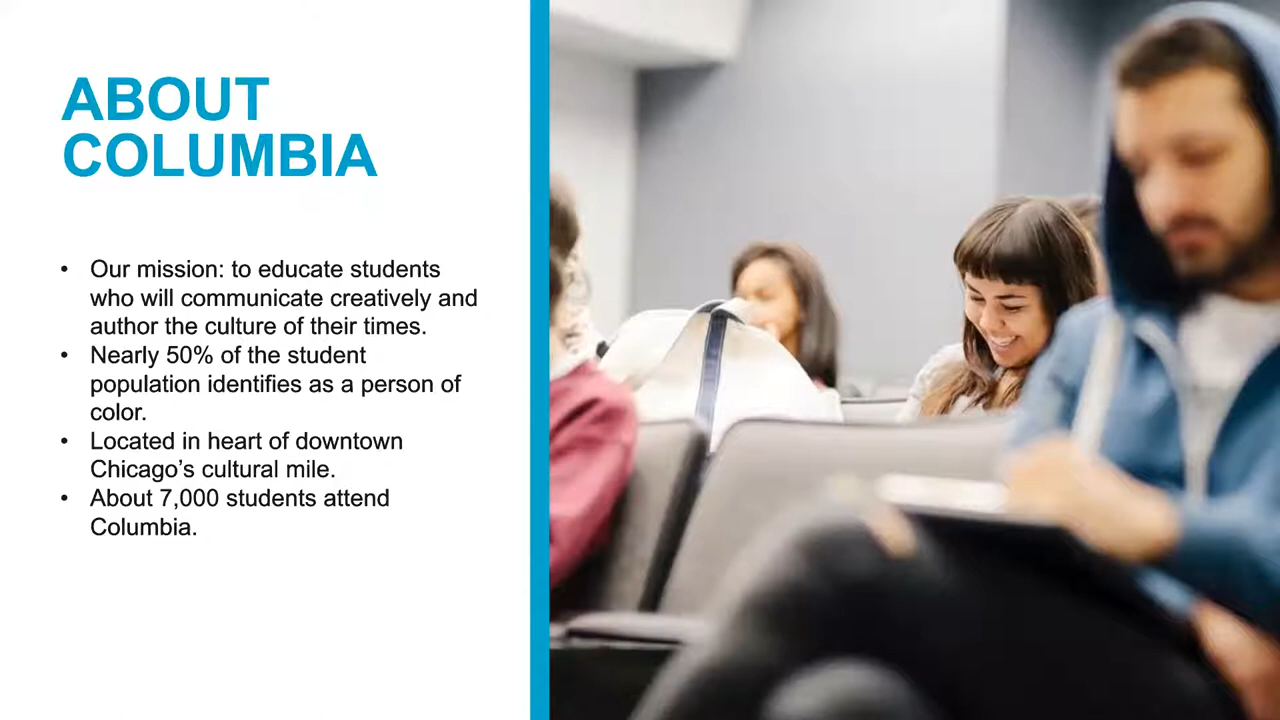 ABOUT
COLUMBIA
• Our mission: to educate students
who will communicate creatively and
author the culture of their times.
• Nearly 50% of the student
population identifies as a person of
color.
• Located in heart of downtown
Chicago’s cultural mile.
• About 7,000 students attend
Columbia.